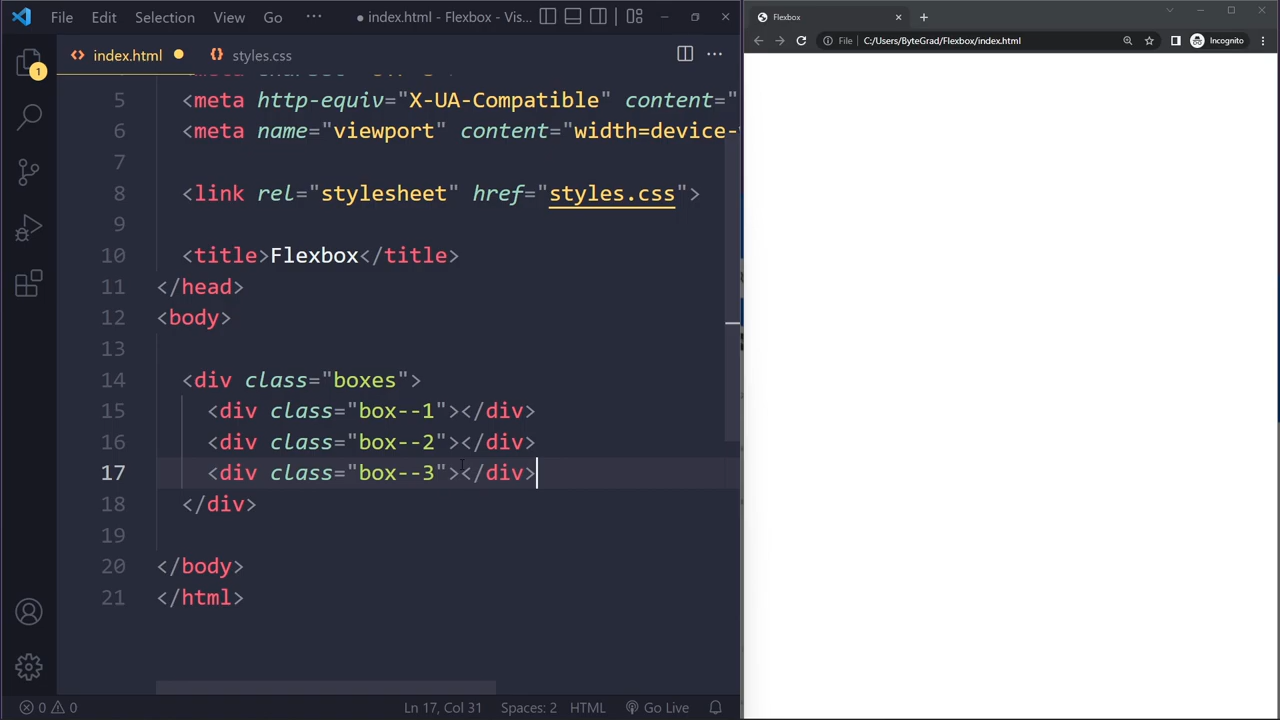 File Edit Selection View Go ··· ● index.html - Flexbox - Vis...
index.html ● styles.css ···
1
5 <meta http-equiv="X-UA-Compatible" content="
6 <meta name="viewport" content="width=device-
7
8 <link rel="stylesheet" href="styles.css">
9
10 <title>Flexbox</title>
11 </head>
12 <body>
13
14 <div class="boxes">
15 <div class="box--1"></div>
16 <div class="box--2"></div>
17 <div class="box--3"></div>
18 </div>
19
20 </body>
21 </html>
0 0 Ln 17, Col 31 Spaces: 2 HTML Go Live
Flexbox
File C:/Users/ByteGrad/Flexbox/index.html Incognito